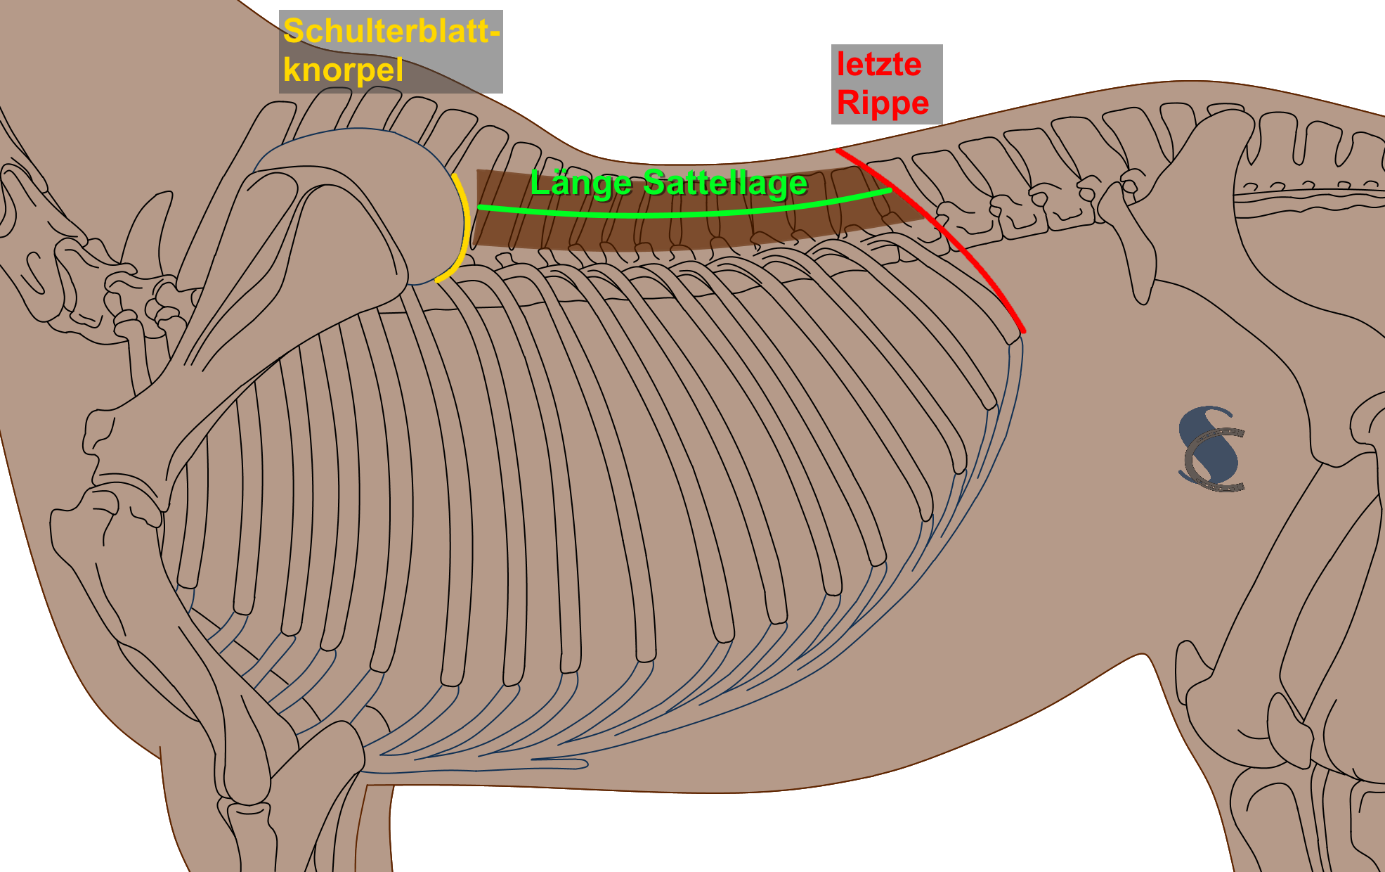 Schulterblatt-
knorpel
letzte
Rippe
Länge Sattellage